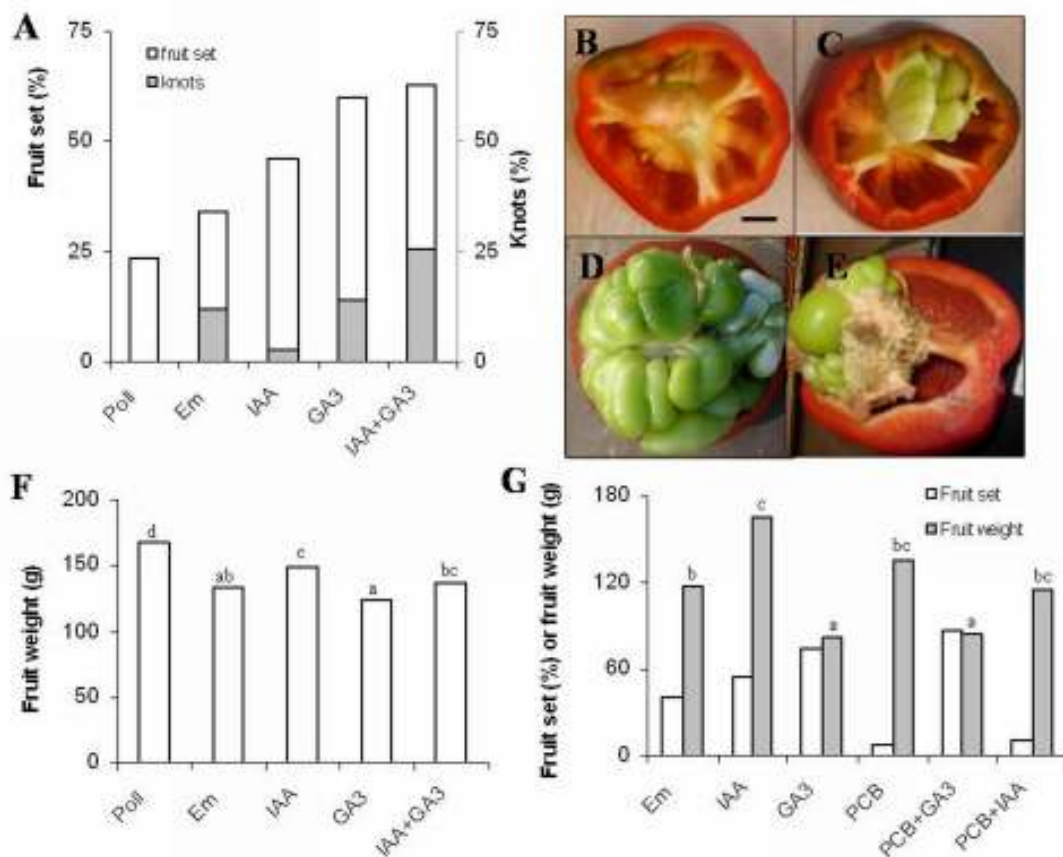 A
Fruit set (%)
75
50
25
0
fruit set
knots
75
50
25
0
Knots (%)
Poll
Em
IAA
GA3
IAA+GA3
B
C
D
E
F
Fruit weight (g)
200
150
100
50
0
d
ab
c
a
bc
Poll
Em
IAA
GA3
IAA+GA3
G
Fruit set (%) or fruit weight (g)
180
120
60
0
Fruit set
Fruit weight
b
c
a
bc
a
bc
Em
IAA
GA3
PCB
PCB+GA3
PCB+IAA